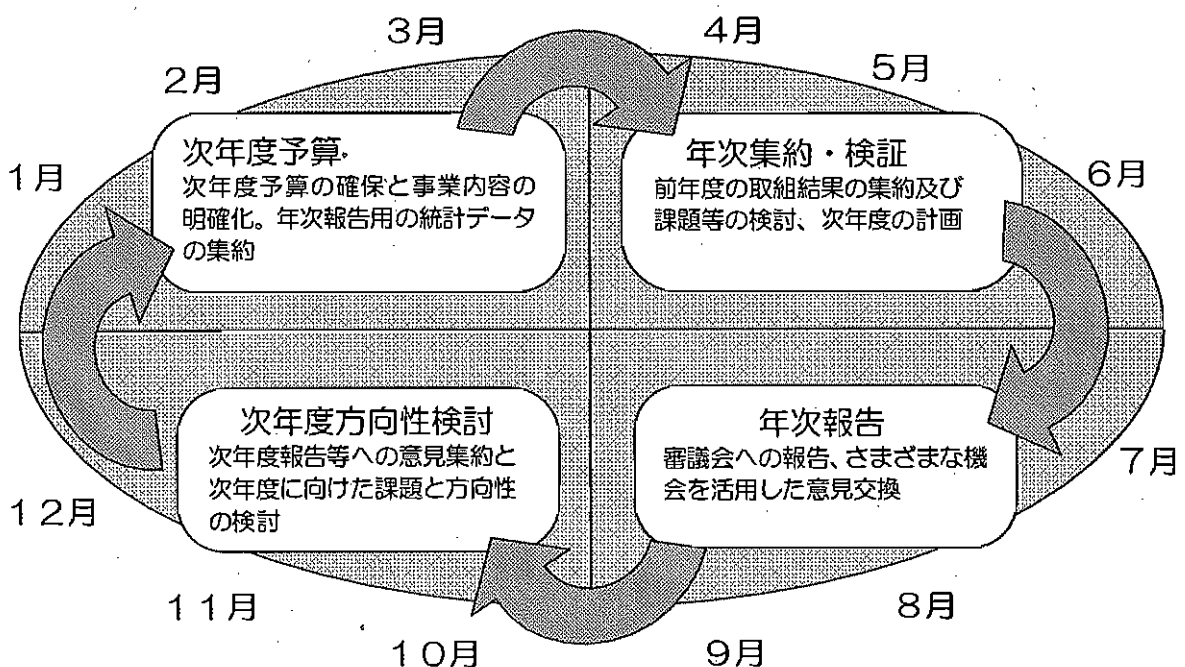 3月
4月
2月
5月
1月
6月
次年度予算
次年度予算の確保と事業内容の
明確化。年次報告用の統計データ
の集約
年次集約・検証
前年度の取組結果の集約及び
課題等の検討、次年度の計画
次年度方向性検討
次年度報告等への意見集約と
次年度に向けた課題と方向性
の検討
年次報告
審議会への報告、さまざまな機
会を活用した意見交換
12月
7月
11月
8月
10月
9月